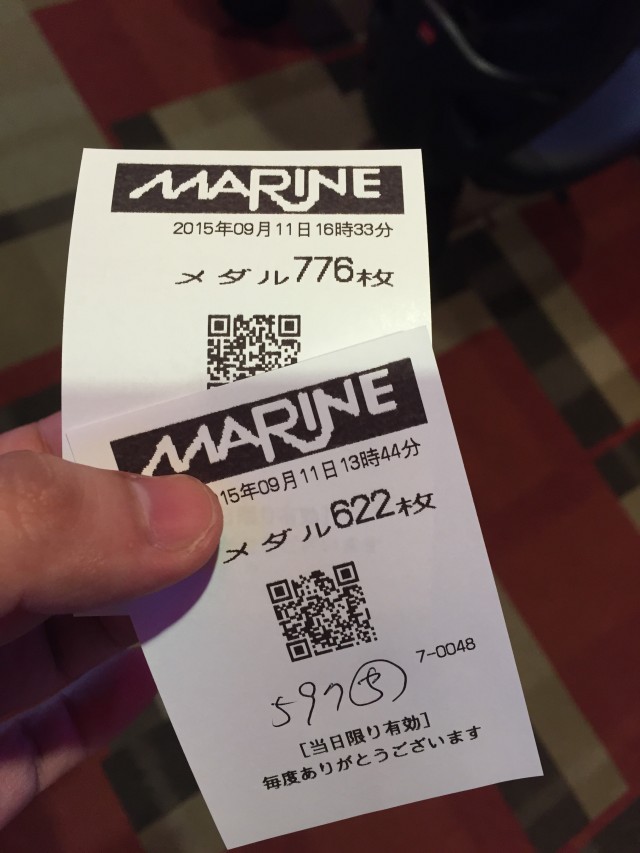 MARINE
2015年09月11日16時33分
メダル776枚
MARINE
15年09月11日13時44分
メダル622枚
7-0048
597 ち
[当日限り有効]
毎度ありがとうございます